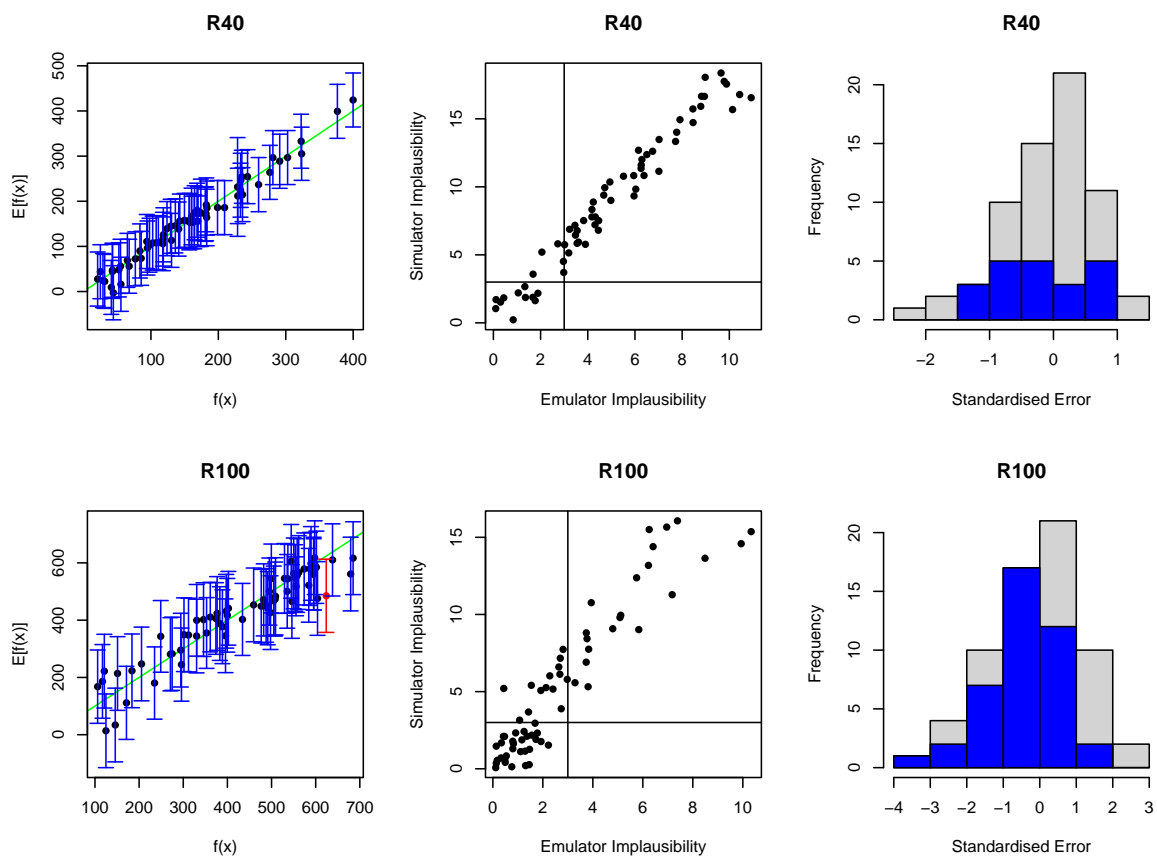 R40
E[f(x)]
0 100 200 300 400 500
100 200 300 400
f(x)
R40
Simulator Implausibility
0 5 10 15
0 2 4 6 8 10
Emulator Implausibility
R40
Frequency
0 5 10 15 20
−2 −1 0 1
Standardised Error
R100
E[f(x)]
0 200 400 600
100 200 300 400 500 600 700
f(x)
R100
Simulator Implausibility
0 5 10 15
0 2 4 6 8 10
Emulator Implausibility
R100
Frequency
0 5 10 15 20
−4 −3 −2 −1 0 1 2 3
Standardised Error